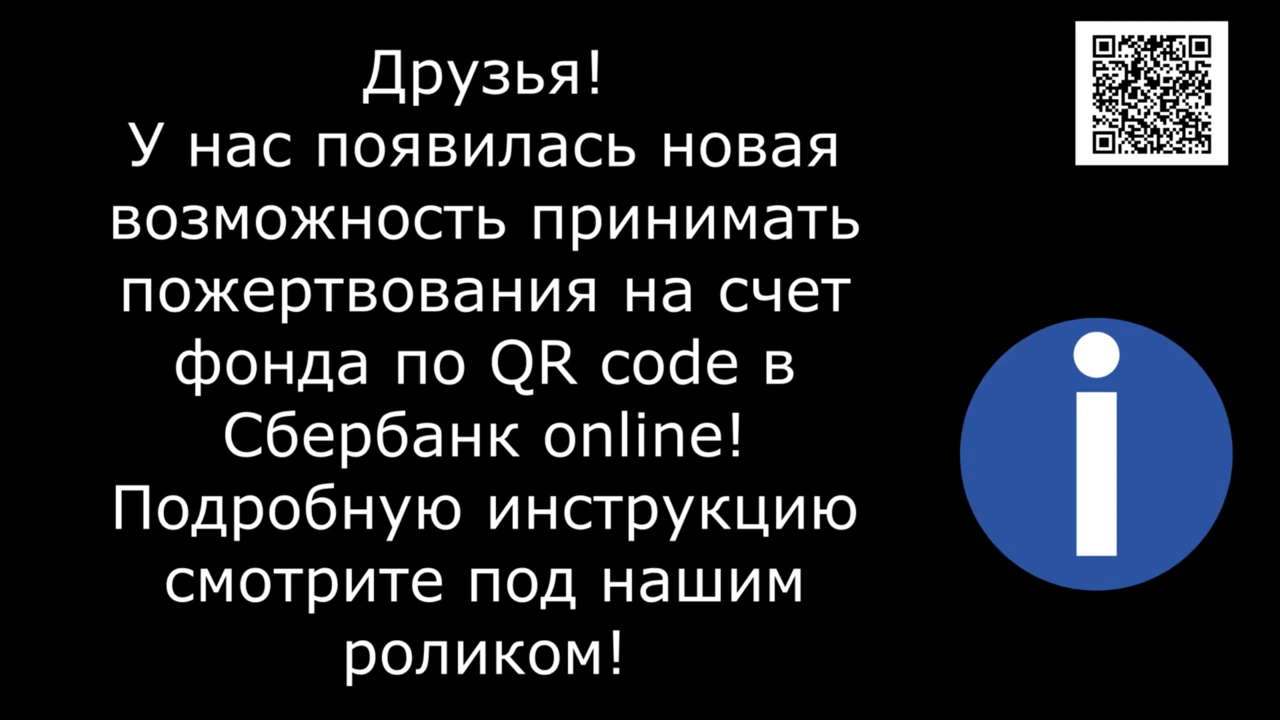 Друзья!
У нас появилась новая
возможность принимать
пожертвования на счет
фонда по QR code в
Сбербанк online!
Подробную инструкцию
смотрите под нашим
роликом!